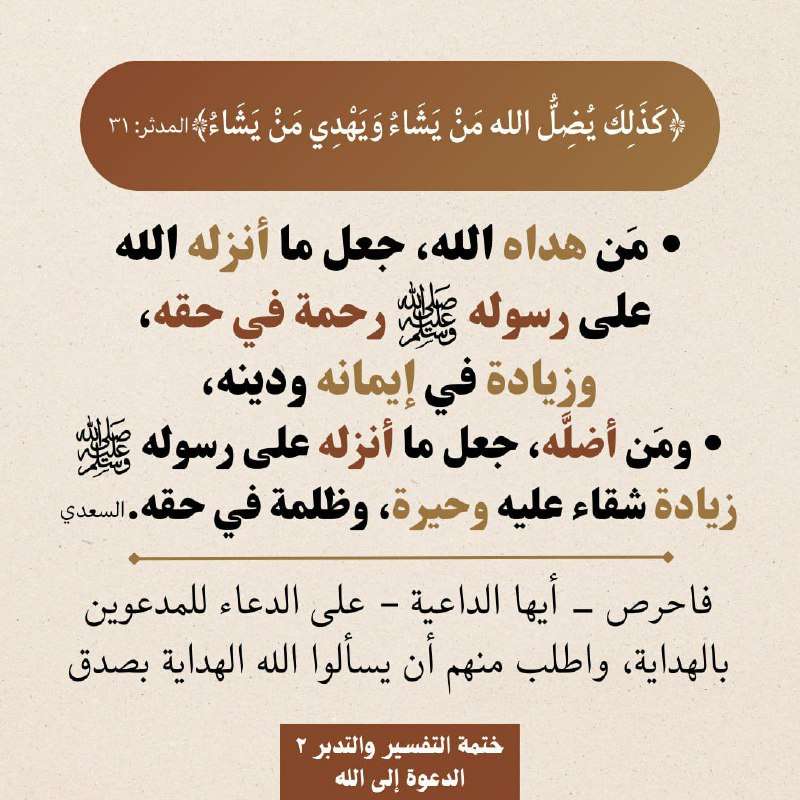 ﴿كَذَلِكَ يُضِلُّ الله مَنْ يَشَاءُ وَيَهْدِي مَنْ يَشَاءُ﴾ المدثر: ٣١
• مَن هداه الله، جعل ما أنزله الله
على رسوله ﷺ رحمة في حقه،
وزيادة في إيمانه ودينه،
• ومَن أضلَّه، جعل ما أنزله على رسوله ﷺ
زيادة شقاء عليه وحيرة، وظلمة في حقه. السعدي
فاحرص – أيها الداعية – على الدعاء للمدعوين
بالهداية، واطلب منهم أن يسألوا الله الهداية بصدق
ختمة التفسير والتدبر ٢
الدعوة إلى الله